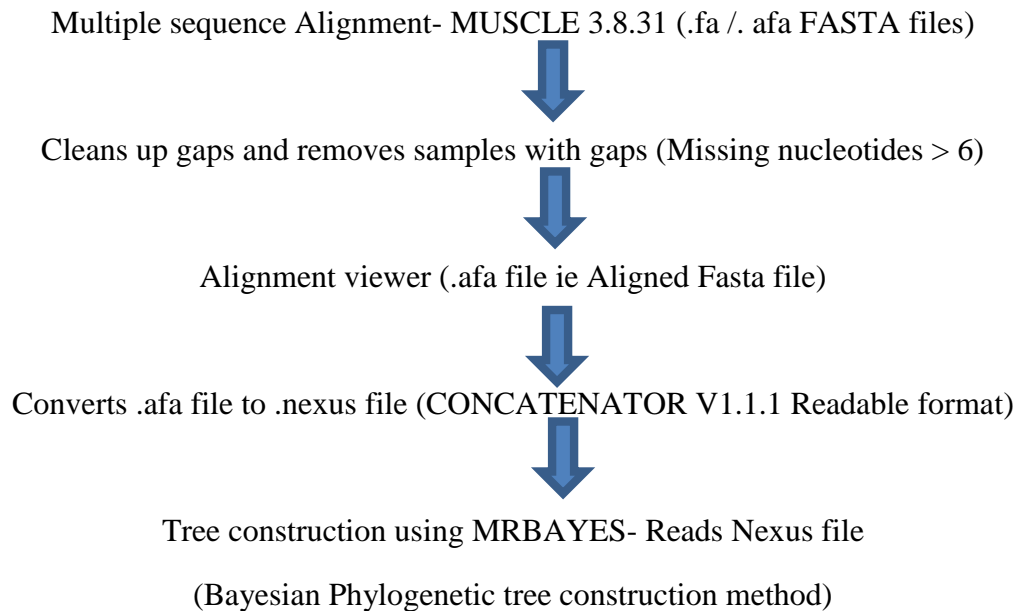 Multiple sequence Alignment- MUSCLE 3.8.31 (.fa /. afa FASTA files)
Cleans up gaps and removes samples with gaps (Missing nucleotides > 6)
Alignment viewer (.afa file ie Aligned Fasta file)
Converts .afa file to .nexus file (CONCATENATOR V1.1.1 Readable format)
Tree construction using MRBAYES- Reads Nexus file
(Bayesian Phylogenetic tree construction method)